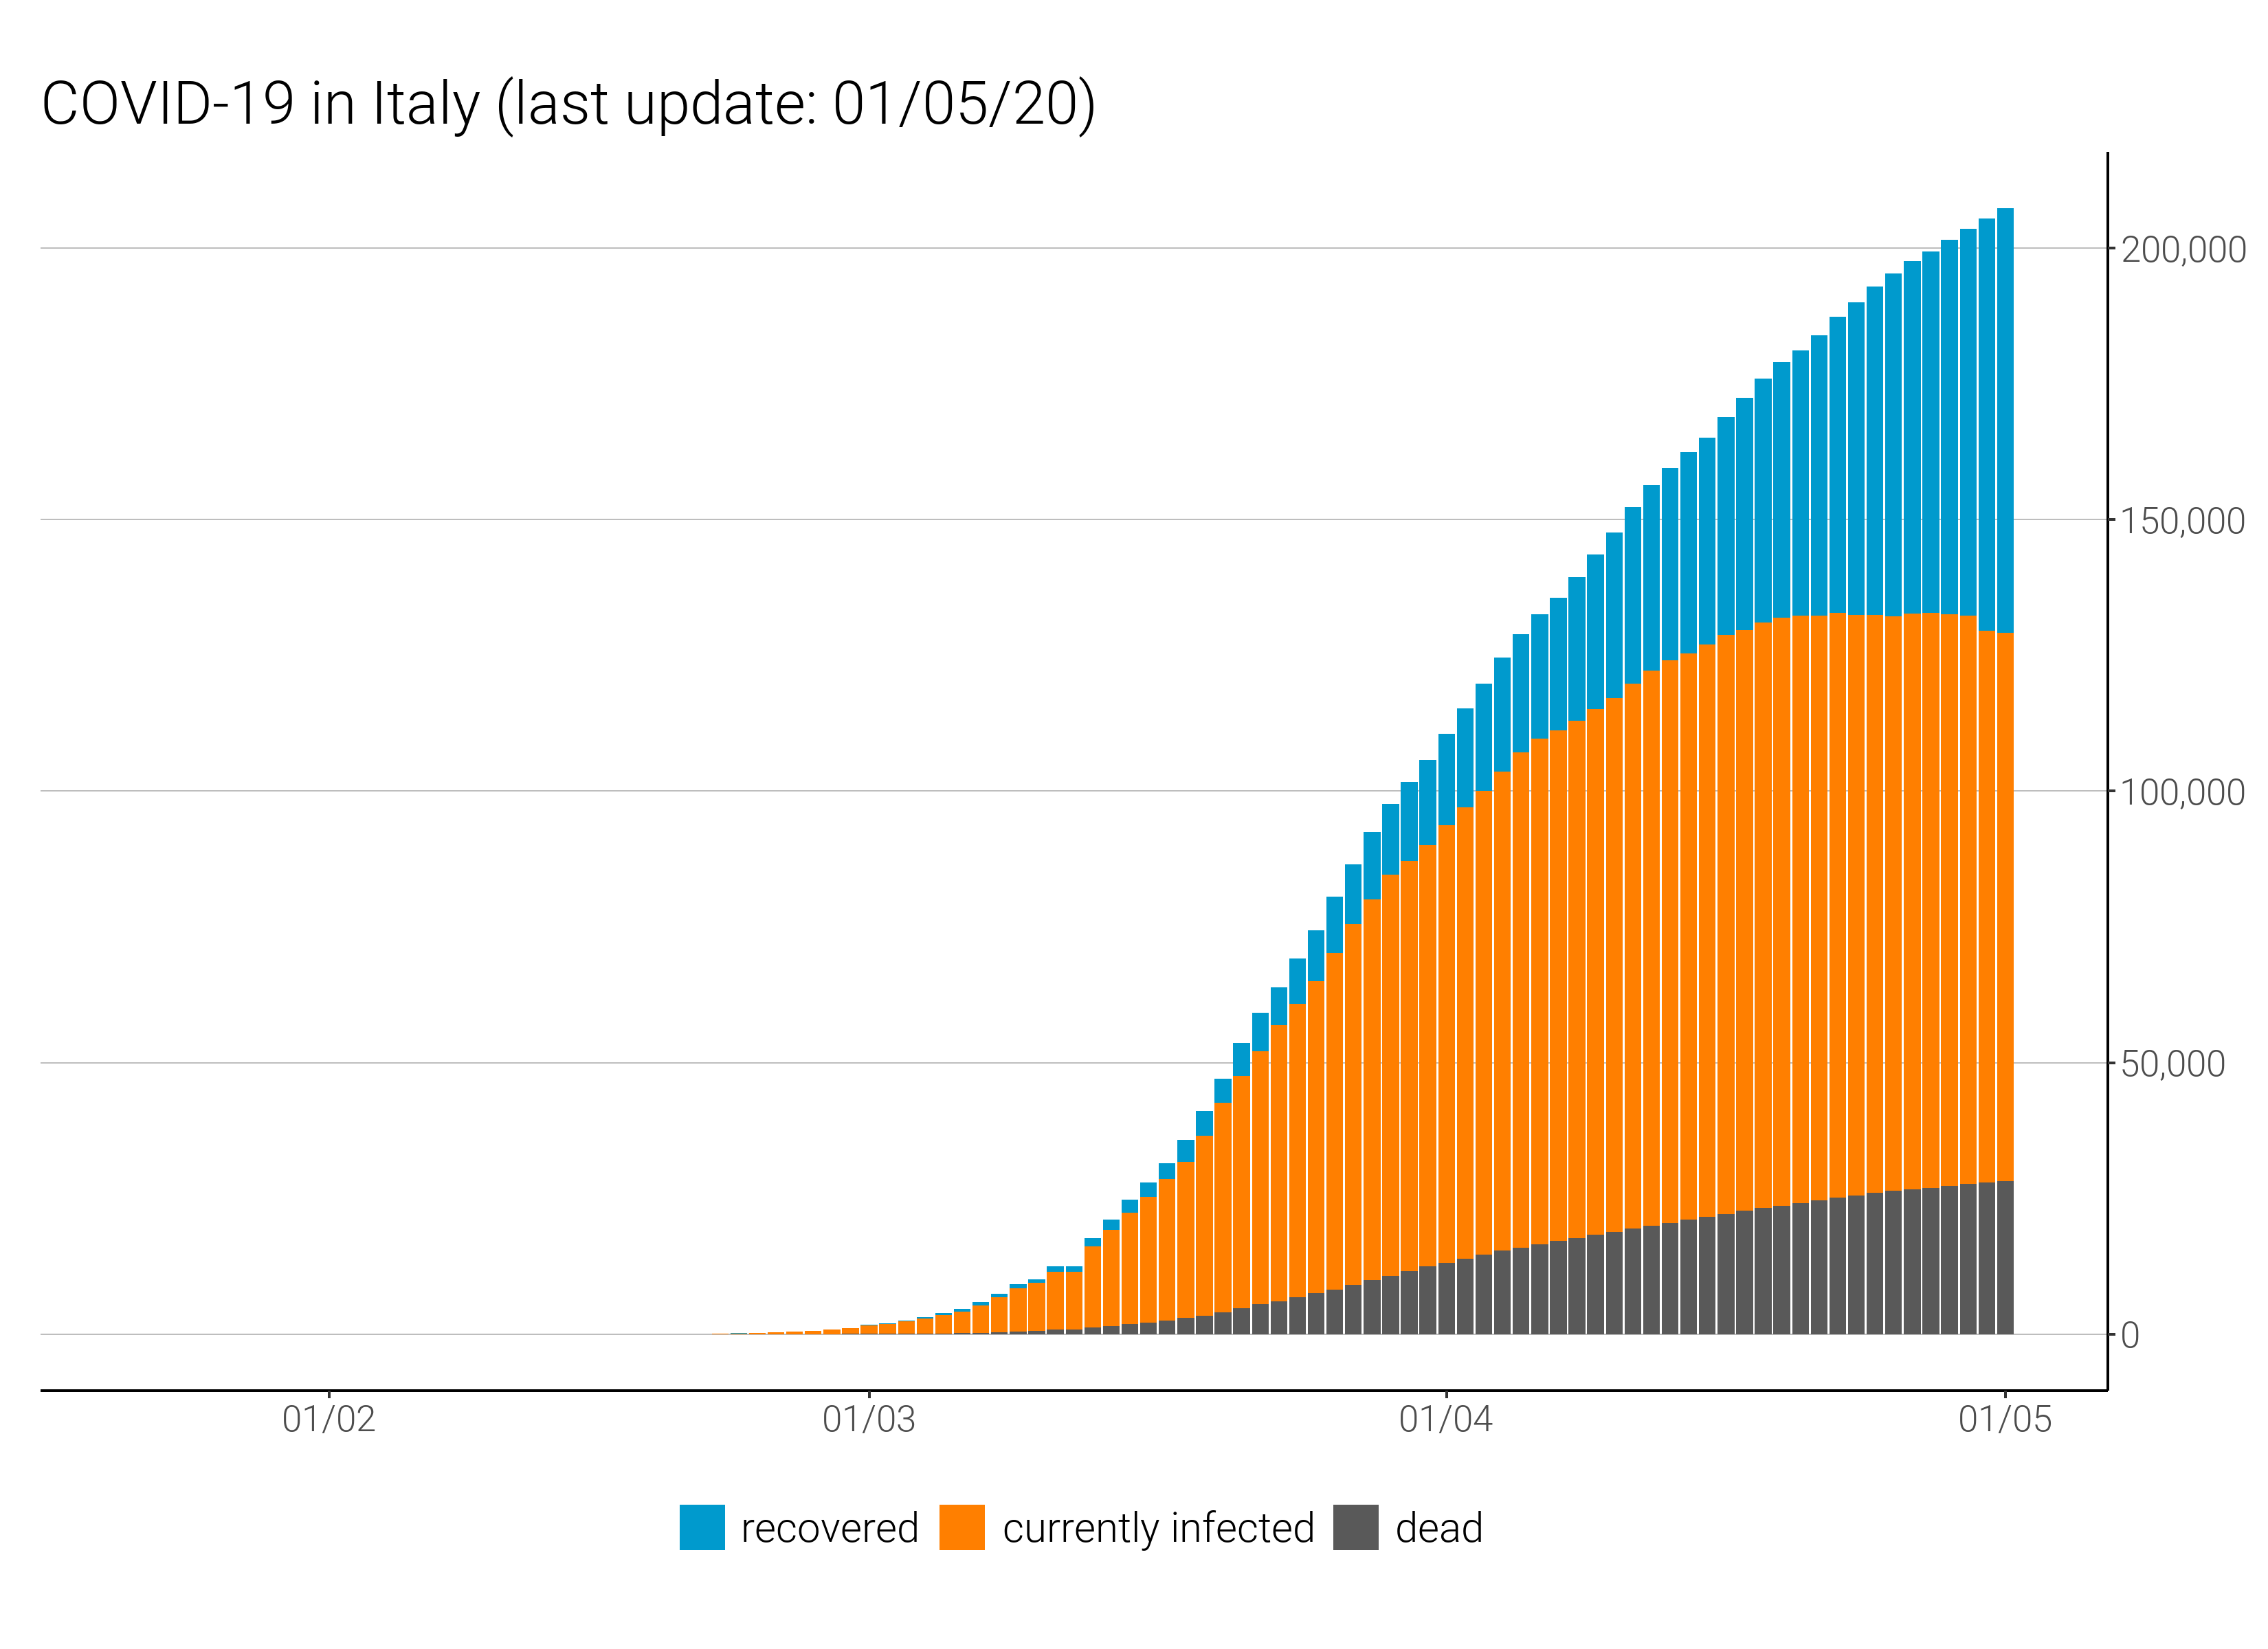 COVID-19 in Italy (last update: 01/05/20)
200,000
150,000
100,000
50,000
0
01/02 01/03 01/04 01/05
recovered currently infected dead